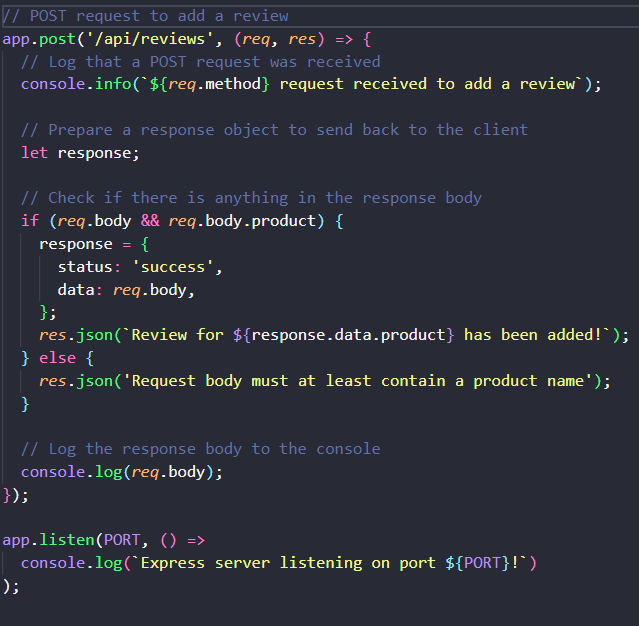 // POST request to add a review
app.post('/api/reviews', (req, res) => {
  // Log that a POST request was received
  console.info(`${req.method} request received to add a review`);

  // Prepare a response object to send back to the client
  let response;

  // Check if there is anything in the response body
  if (req.body && req.body.product) {
    response = {
      status: 'success',
      data: req.body,
    };
    res.json(`Review for ${response.data.product} has been added!`);
  } else {
    res.json('Request body must at least contain a product name');
  }

  // Log the response body to the console
  console.log(req.body);
});

app.listen(PORT, () =>
  console.log(`Express server listening on port ${PORT}!`)
);